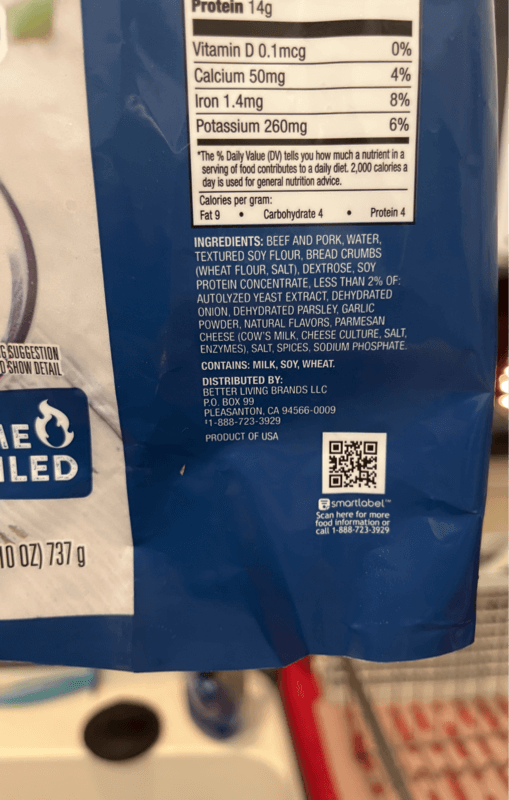 Protein 14g
Vitamin D 0.1mcg 0%
Calcium 50mg 4%
Iron 1.4mg 8%
Potassium 260mg 6%
*The % Daily Value (DV) tells you how much a nutrient in a
serving of food contributes to a daily diet. 2,000 calories a
day is used for general nutrition advice.
Calories per gram:
Fat 9 • Carbohydrate 4 • Protein 4
INGREDIENTS: BEEF AND PORK, WATER,
TEXTURED SOY FLOUR, BREAD CRUMBS
(WHEAT FLOUR, SALT), DEXTROSE, SOY
PROTEIN CONCENTRATE, LESS THAN 2% OF:
AUTOLYZED YEAST EXTRACT, DEHYDRATED
ONION, DEHYDRATED PARSLEY, GARLIC
POWDER, NATURAL FLAVORS, PARMESAN
CHEESE (COW'S MILK, CHEESE CULTURE, SALT,
ENZYMES), SALT, SPICES, SODIUM PHOSPHATE.
CONTAINS: MILK, SOY, WHEAT.
DISTRIBUTED BY:
BETTER LIVING BRANDS LLC
P.O. BOX 99
PLEASANTON, CA 94566-0009
1-888-723-3929
PRODUCT OF USA
smartlabel™
Scan here for more
food information or
call 1-888-723-3929
G SUGGESTION
O SHOW DETAIL
ME
ILED
10 OZ) 737 g